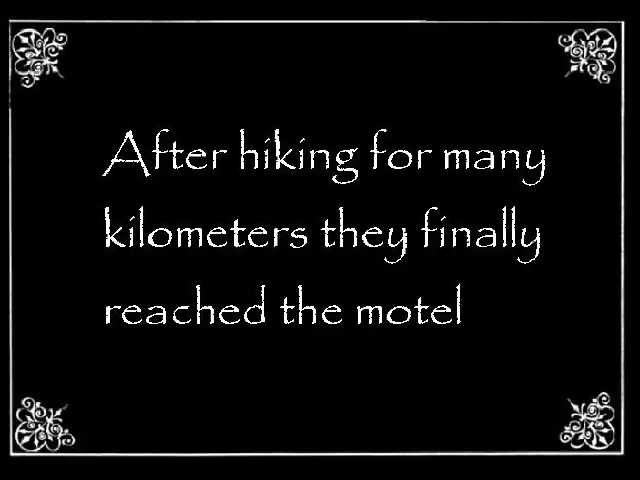 After hiking for many
kilometers they finally
reached the motel